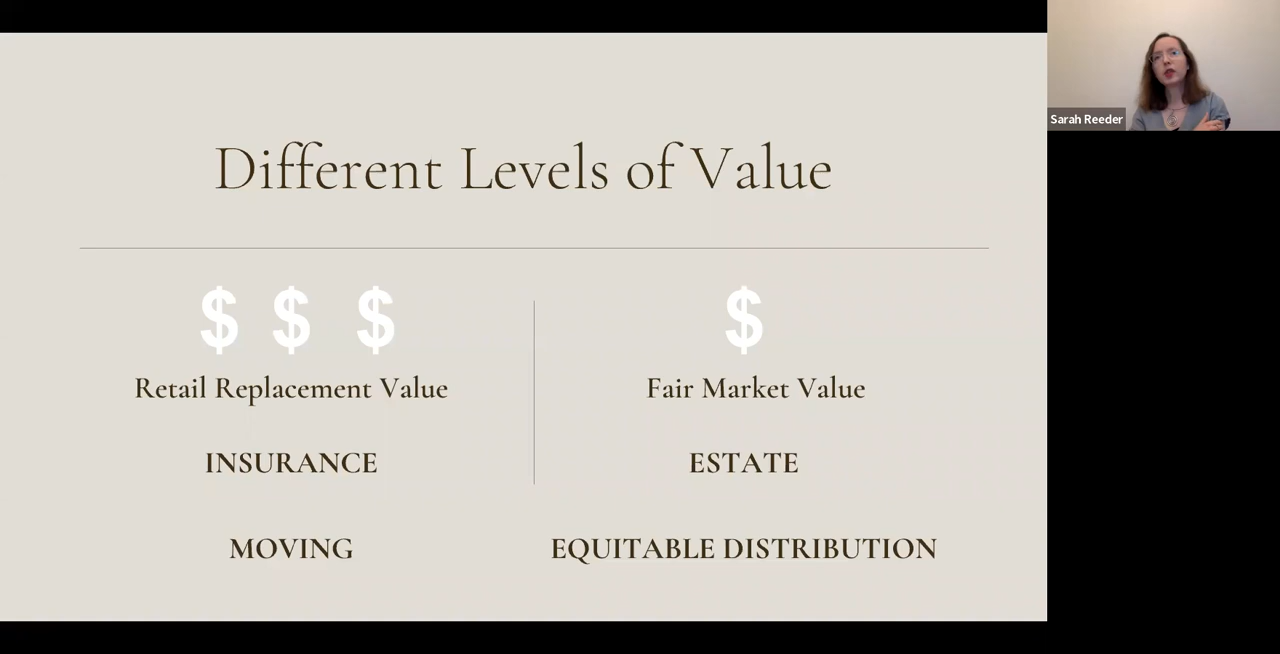 Different Levels of Value
$ $ $
Retail Replacement Value
INSURANCE
MOVING
$
Fair Market Value
ESTATE
EQUITABLE DISTRIBUTION
Sarah Reeder